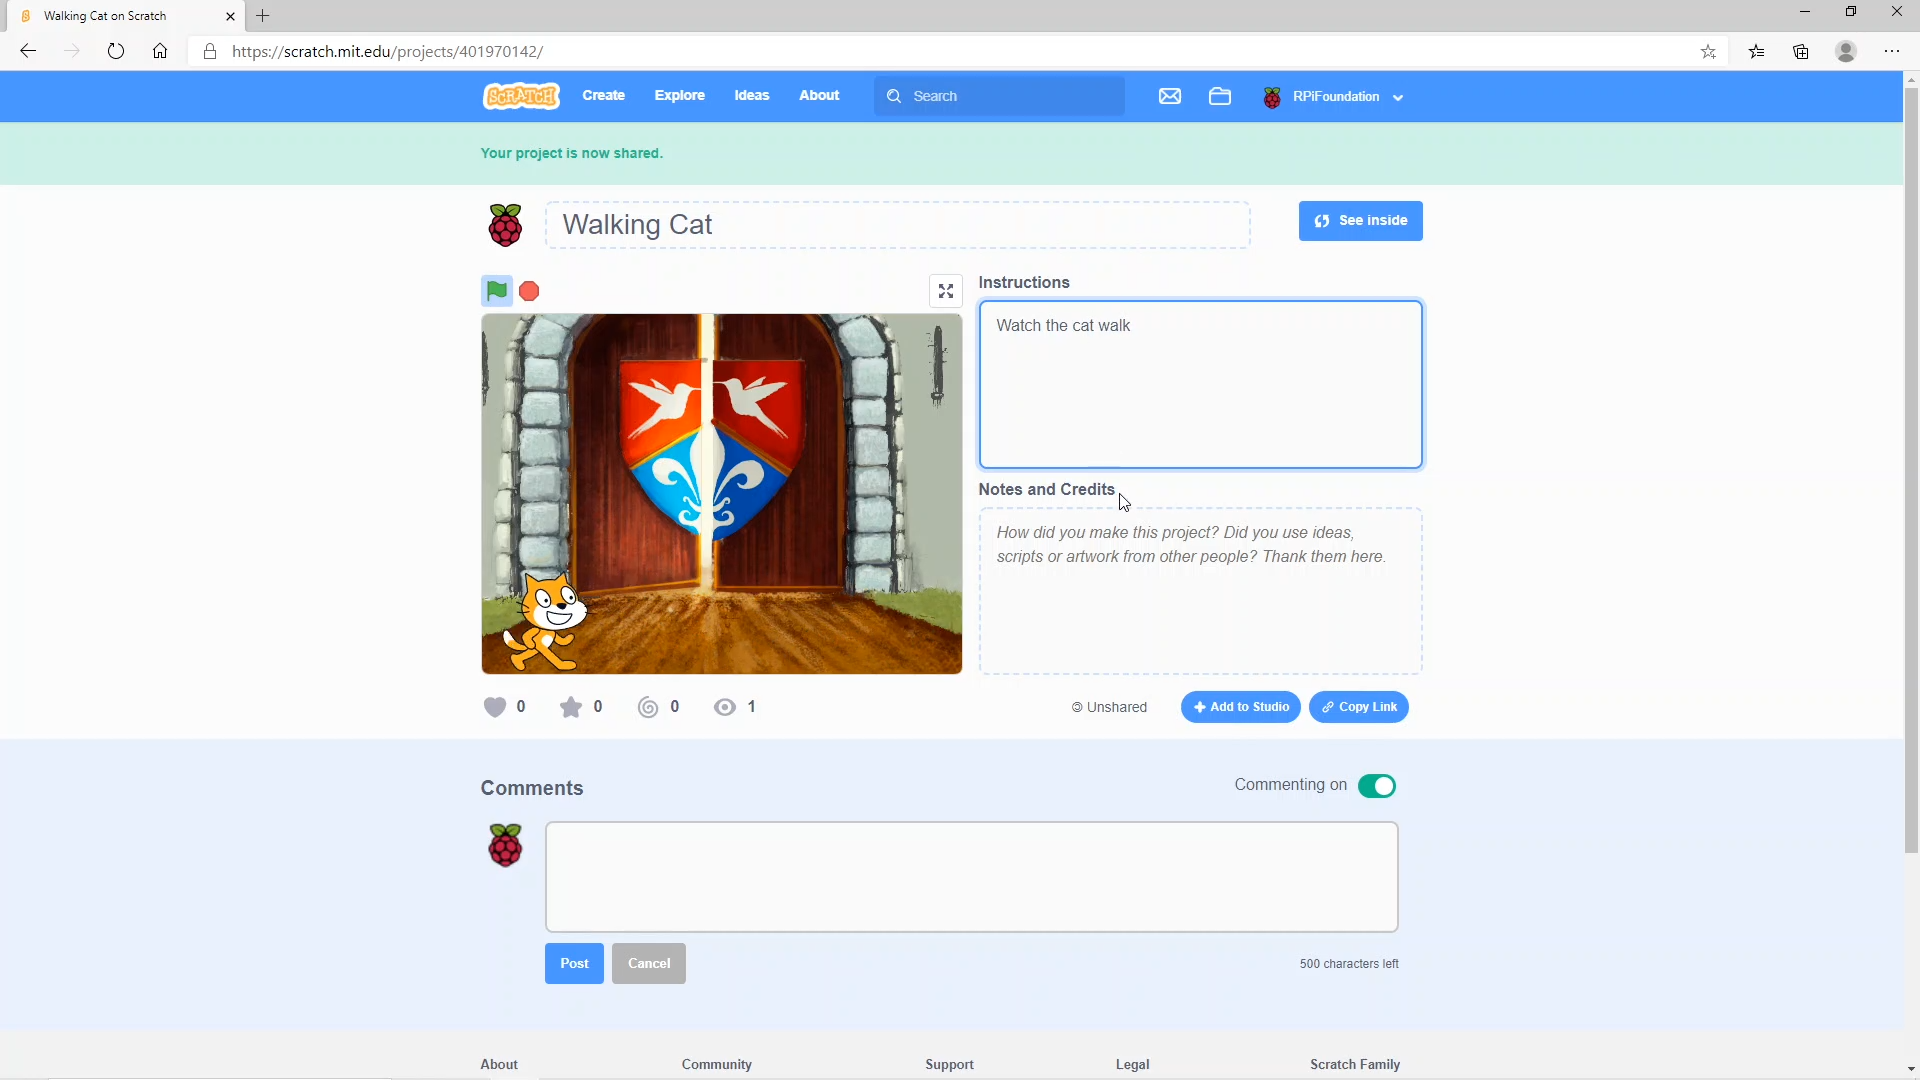 Walking Cat on Scratch
https://scratch.mit.edu/projects/401970142/
SCRATCH Create Explore Ideas About Search RPiFoundation
Your project is now shared.
Walking Cat
See inside
Instructions
Watch the cat walk
Notes and Credits
How did you make this project? Did you use ideas,
scripts or artwork from other people? Thank them here.
0 0 0 1 Unshared Add to Studio Copy Link
Comments Commenting on
Post Cancel 500 characters left
About Community Support Legal Scratch Family